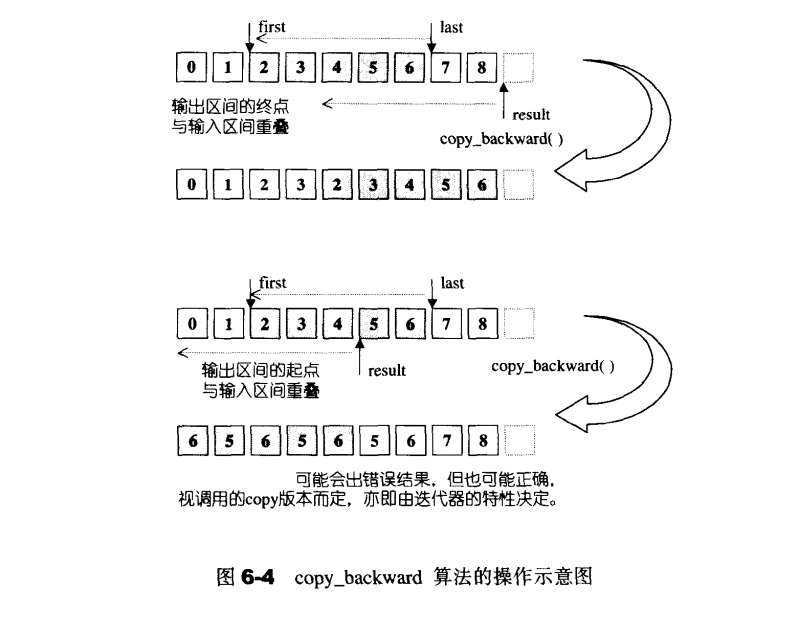 first last
0 1 2 3 4 5 6 7 8
输出区间的终点
与输入区间重叠
result
copy_backward( )
0 1 2 3 2 3 4 5 6
first last
0 1 2 3 4 5 6 7 8
输出区间的起点
与输入区间重叠
result
copy_backward( )
6 5 6 5 6 5 6 7 8
可能会出错误结果，但也可能正确，
视调用的copy版本而定，亦即由迭代器的特性决定。
图 6-4 copy_backward 算法的操作示意图